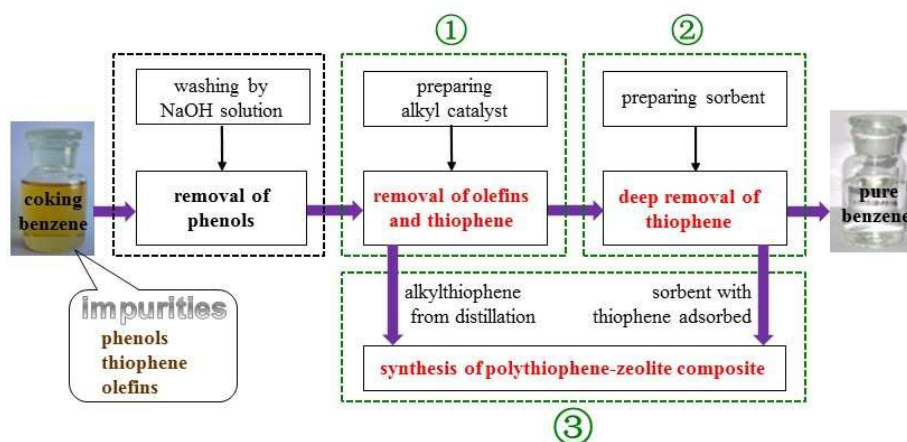 ①
②
washing by
NaOH solution
preparing
alkyl catalyst
preparing sorbent
coking
benzene
removal of
phenols
removal of olefins
and thiophene
deep removal of
thiophene
pure
benzene
impurities
phenols
thiophene
olefins
alkylthiophene
from distillation
sorbent with
thiophene adsorbed
synthesis of polythiophene-zeolite composite
③